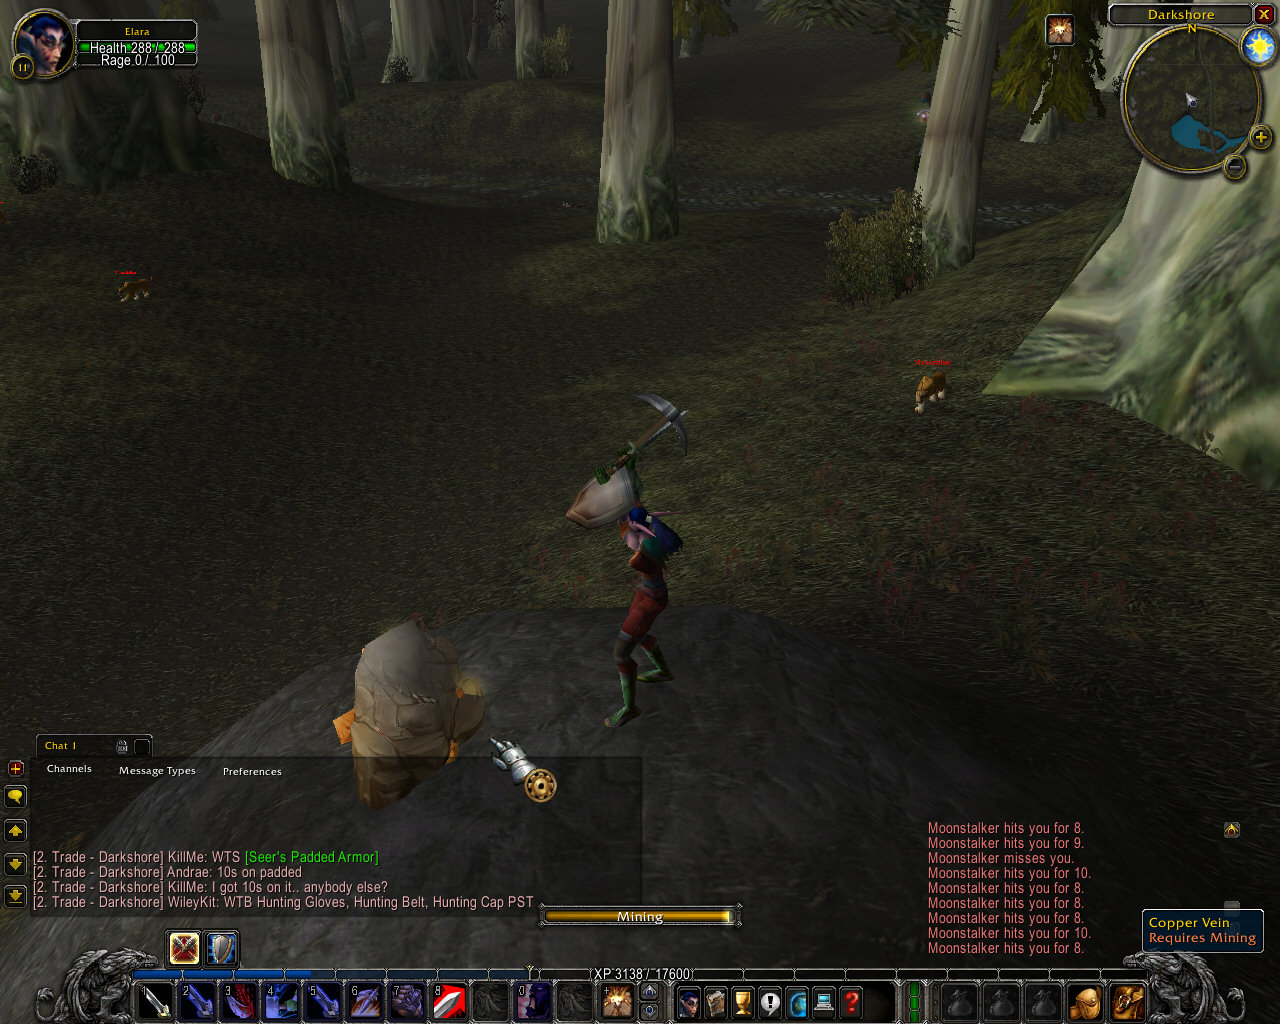 Elara
Health 288 / 288
Rage 0 / 100
11
Darkshore
N
Chat 1
Channels
Message Types
Preferences
[2. Trade - Darkshore] KillMe: WTS [Seer's Padded Armor]
[2. Trade - Darkshore] Andrae: 10s on padded
[2. Trade - Darkshore] KillMe: I got 10s on it.. anybody else?
[2. Trade - Darkshore] WileyKit: WTB Hunting Gloves, Hunting Belt, Hunting Cap PST
Mining
Moonstalker hits you for 8.
Moonstalker hits you for 9.
Moonstalker misses you.
Moonstalker hits you for 10.
Moonstalker hits you for 8.
Moonstalker hits you for 8.
Moonstalker hits you for 8.
Moonstalker hits you for 10.
Moonstalker hits you for 8.
Copper Vein
Requires Mining
XP 3138 / 17600
1 2 3 4 5 6 7 8 0 +